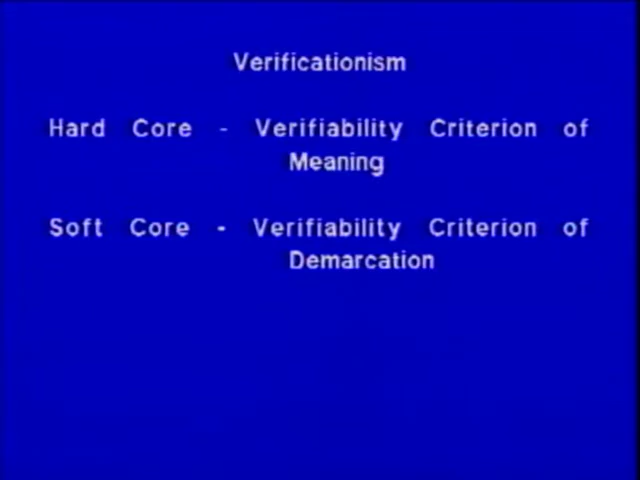 Verificationism
Hard Core - Verifiability Criterion of
Meaning
Soft Core - Verifiability Criterion of
Demarcation